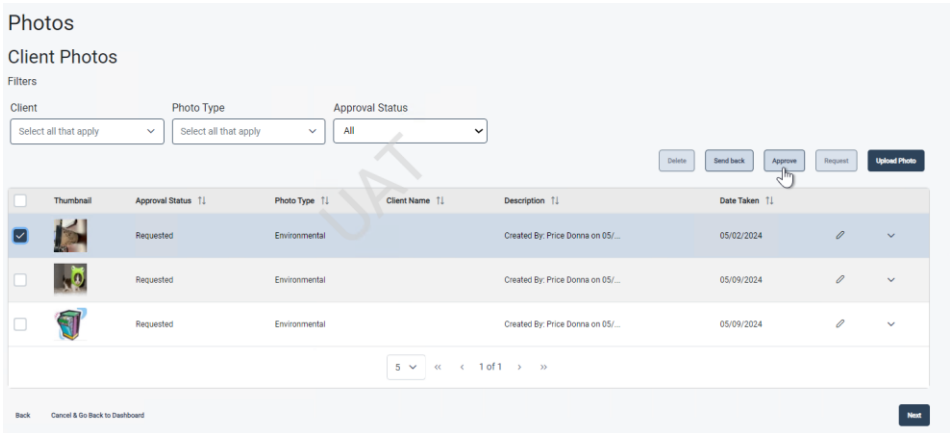 Photos
Client Photos
Filters
Client Photo Type Approval Status
Select all that apply Select all that apply All
Delete Send back Approve Request Upload Photo
Thumbnail Approval Status Photo Type Client Name Description Date Taken
Requested Environmental Created By: Price Donna on 05/... 05/02/2024
Requested Environmental Created By: Price Donna on 05/... 05/09/2024
Requested Environmental Created By: Price Donna on 05/... 05/09/2024
5 << < 1 of 1 > >>
Back Cancel & Go Back to Dashboard Next
UAT